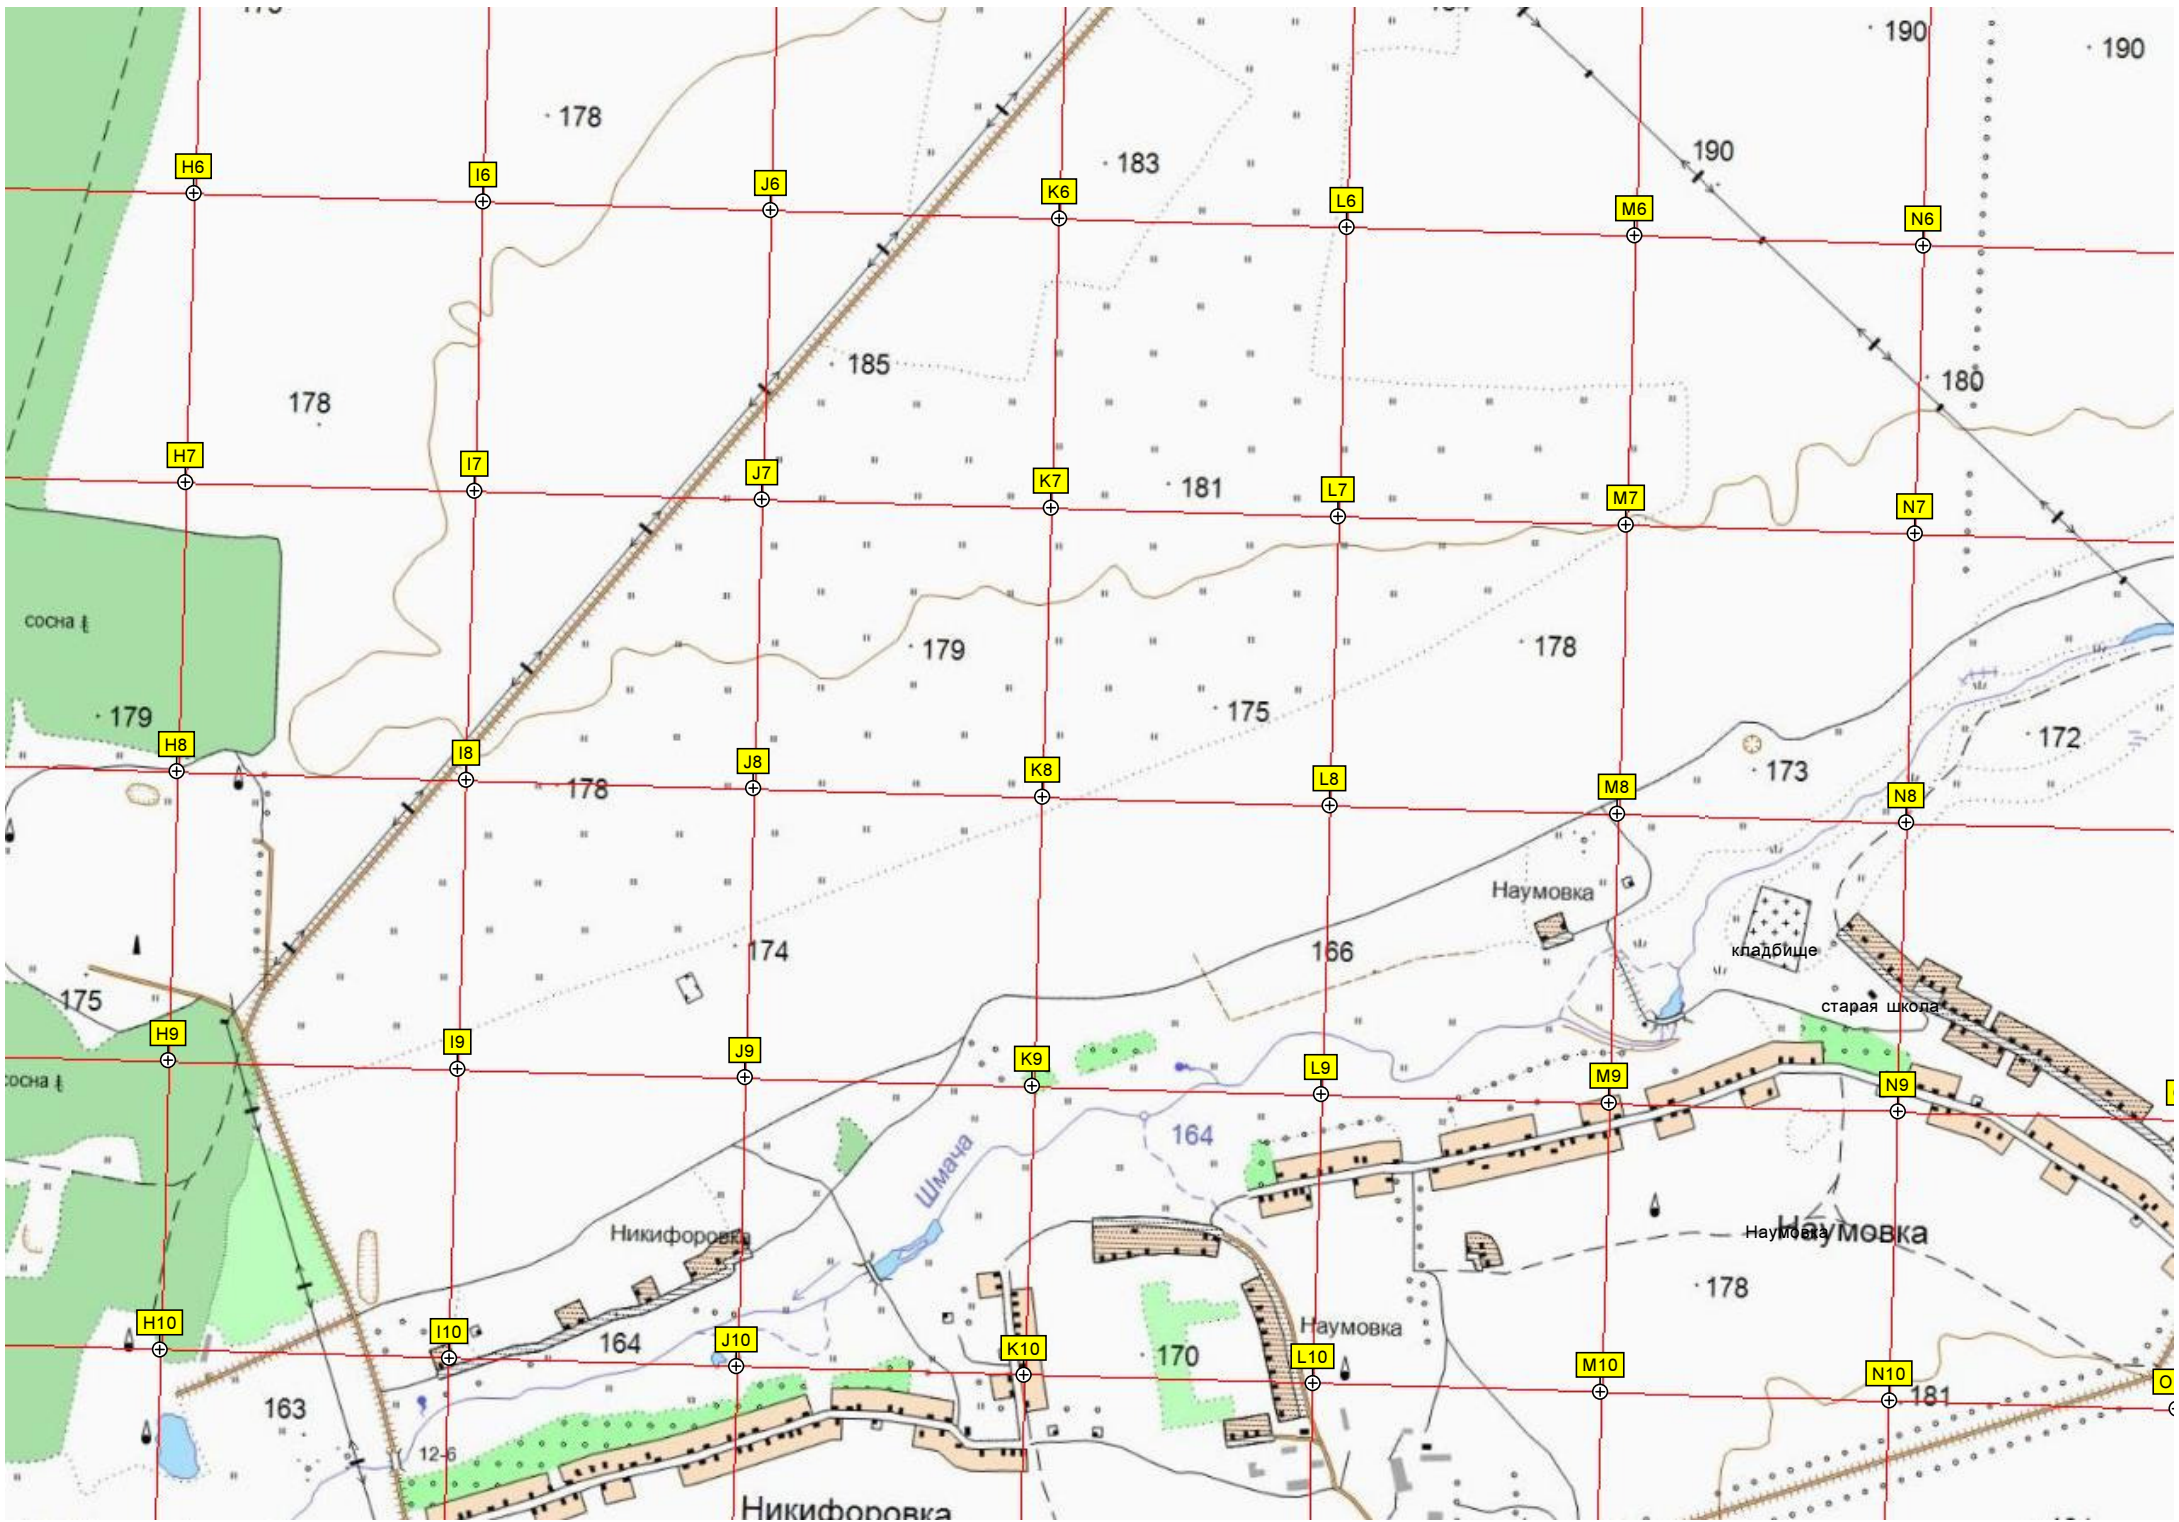 190
190
178
190
183
H6
I6
J6
K6
L6
M6
N6
185
180
178
H7
I7
J7
K7
L7
M7
N7
181
сосна
179
178
175
179
172
173
H8
I8
J8
K8
L8
M8
N8
178
Наумовка
174
166
кладбище
175
старая школа
H9
I9
J9
K9
L9
M9
N9
сосна
164
Шмача
Никифоровка
Наумовка
Наумовка
178
H10
I10
J10
K10
L10
M10
N10
164
170
Наумовка
181
163
12-6
Никифоровка